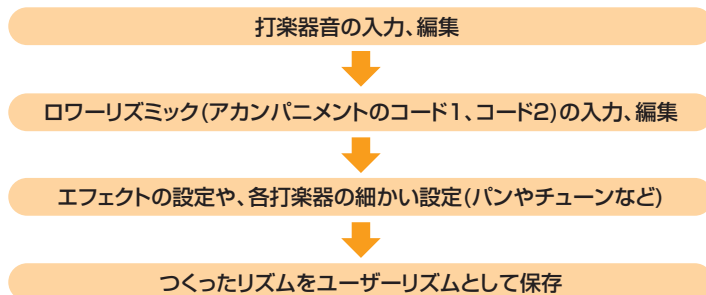 打楽器音の入力、編集
ロワーリズミック(アカンパニメントのコード1、コード2)の入力、編集
エフェクトの設定や、各打楽器の細かい設定(パンやチューンなど)
つくったリズムをユーザーリズムとして保存